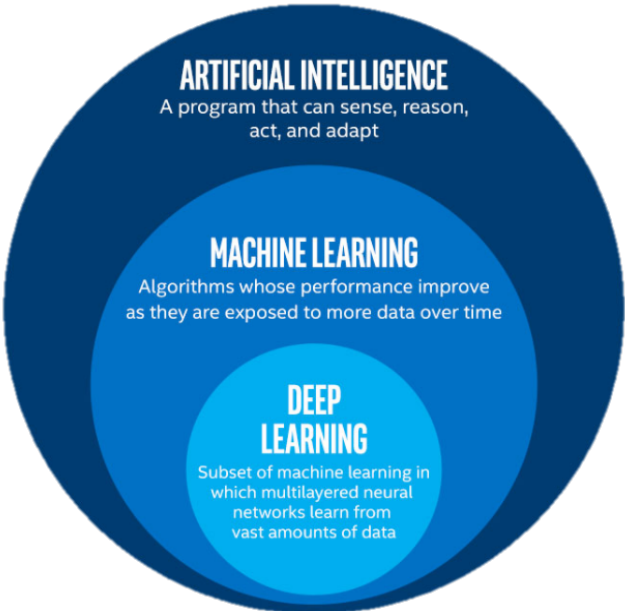 ARTIFICIAL INTELLIGENCE
A program that can sense, reason,
act, and adapt
MACHINE LEARNING
Algorithms whose performance improve
as they are exposed to more data over time
DEEP
LEARNING
Subset of machine learning in
which multilayered neural
networks learn from
vast amounts of data